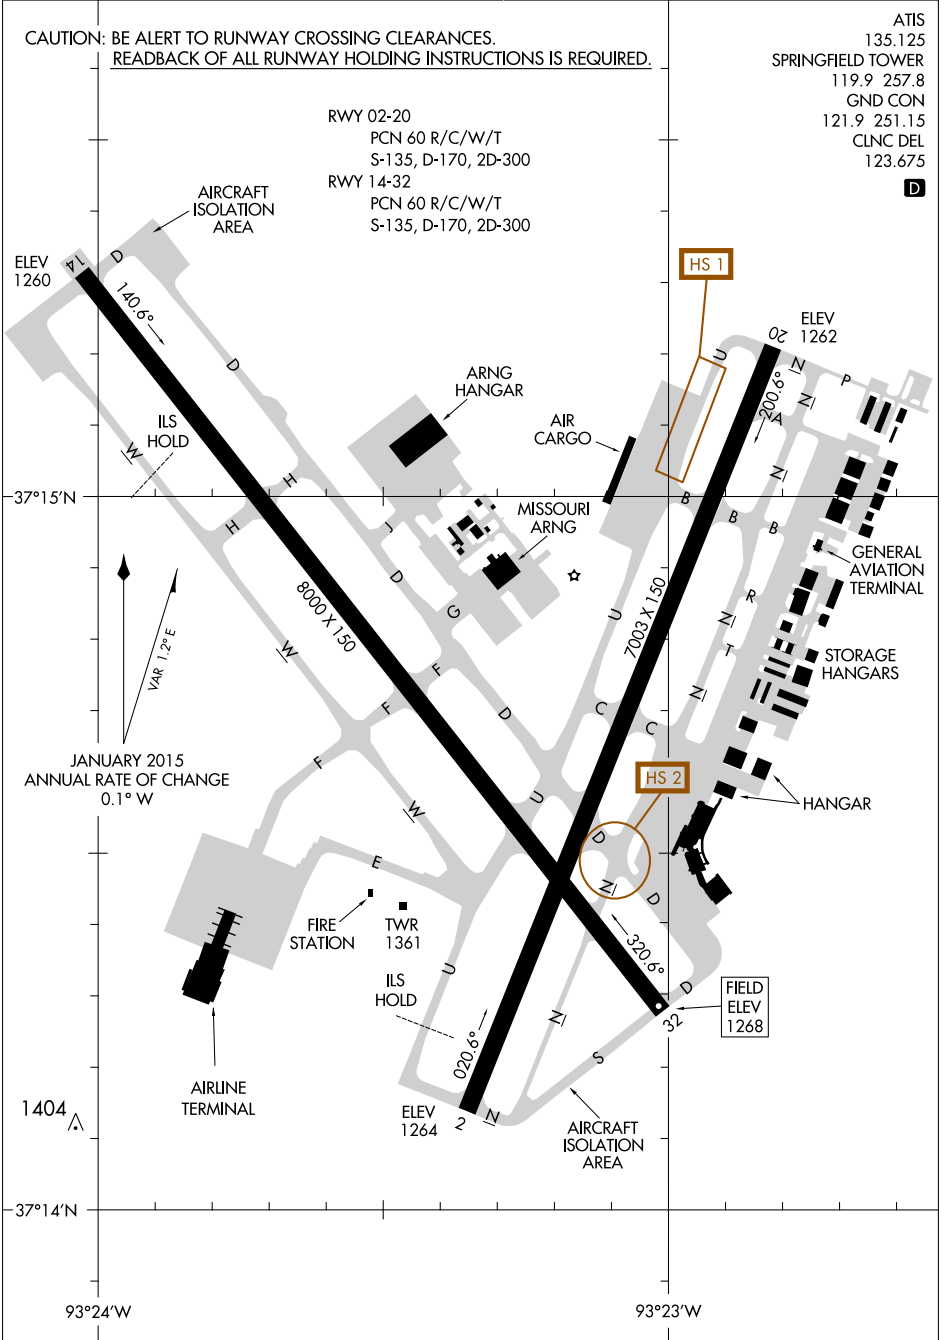 CAUTION: BE ALERT TO RUNWAY CROSSING CLEARANCES.
READBACK OF ALL RUNWAY HOLDING INSTRUCTIONS IS REQUIRED.
ATIS
135.125
SPRINGFIELD TOWER
119.9 257.8
GND CON
121.9 251.15
CLNC DEL
123.675
D
RWY 02-20
PCN 60 R/C/W/T
S-135, D-170, 2D-300
RWY 14-32
PCN 60 R/C/W/T
S-135, D-170, 2D-300
AIRCRAFT
ISOLATION
AREA
ELEV
1260
14
D
140.6°
D
HS 1
ELEV
1262
20
U
N
P
N
A
200.6°
ARNG
HANGAR
AIR
CARGO
ILS
HOLD
W
N
37°15'N
H
H
J
B
B
B
MISSOURI
ARNG
GENERAL
AVIATION
TERMINAL
D
G
R
8000 X 150
7003 X 150
U
N
T
W
VAR 1.2° E
STORAGE
HANGARS
F
F
D
C
C
N
F
JANUARY 2015
ANNUAL RATE OF CHANGE
0.1° W
HS 2
U
W
HANGAR
D
E
N
D
FIRE
STATION
TWR
1361
320.6°
U
ILS
HOLD
D
FIELD
ELEV
1268
32
N
020.6°
S
AIRLINE
TERMINAL
1404
ELEV
1264
2
N
AIRCRAFT
ISOLATION
AREA
37°14'N
93°24'W
93°23'W